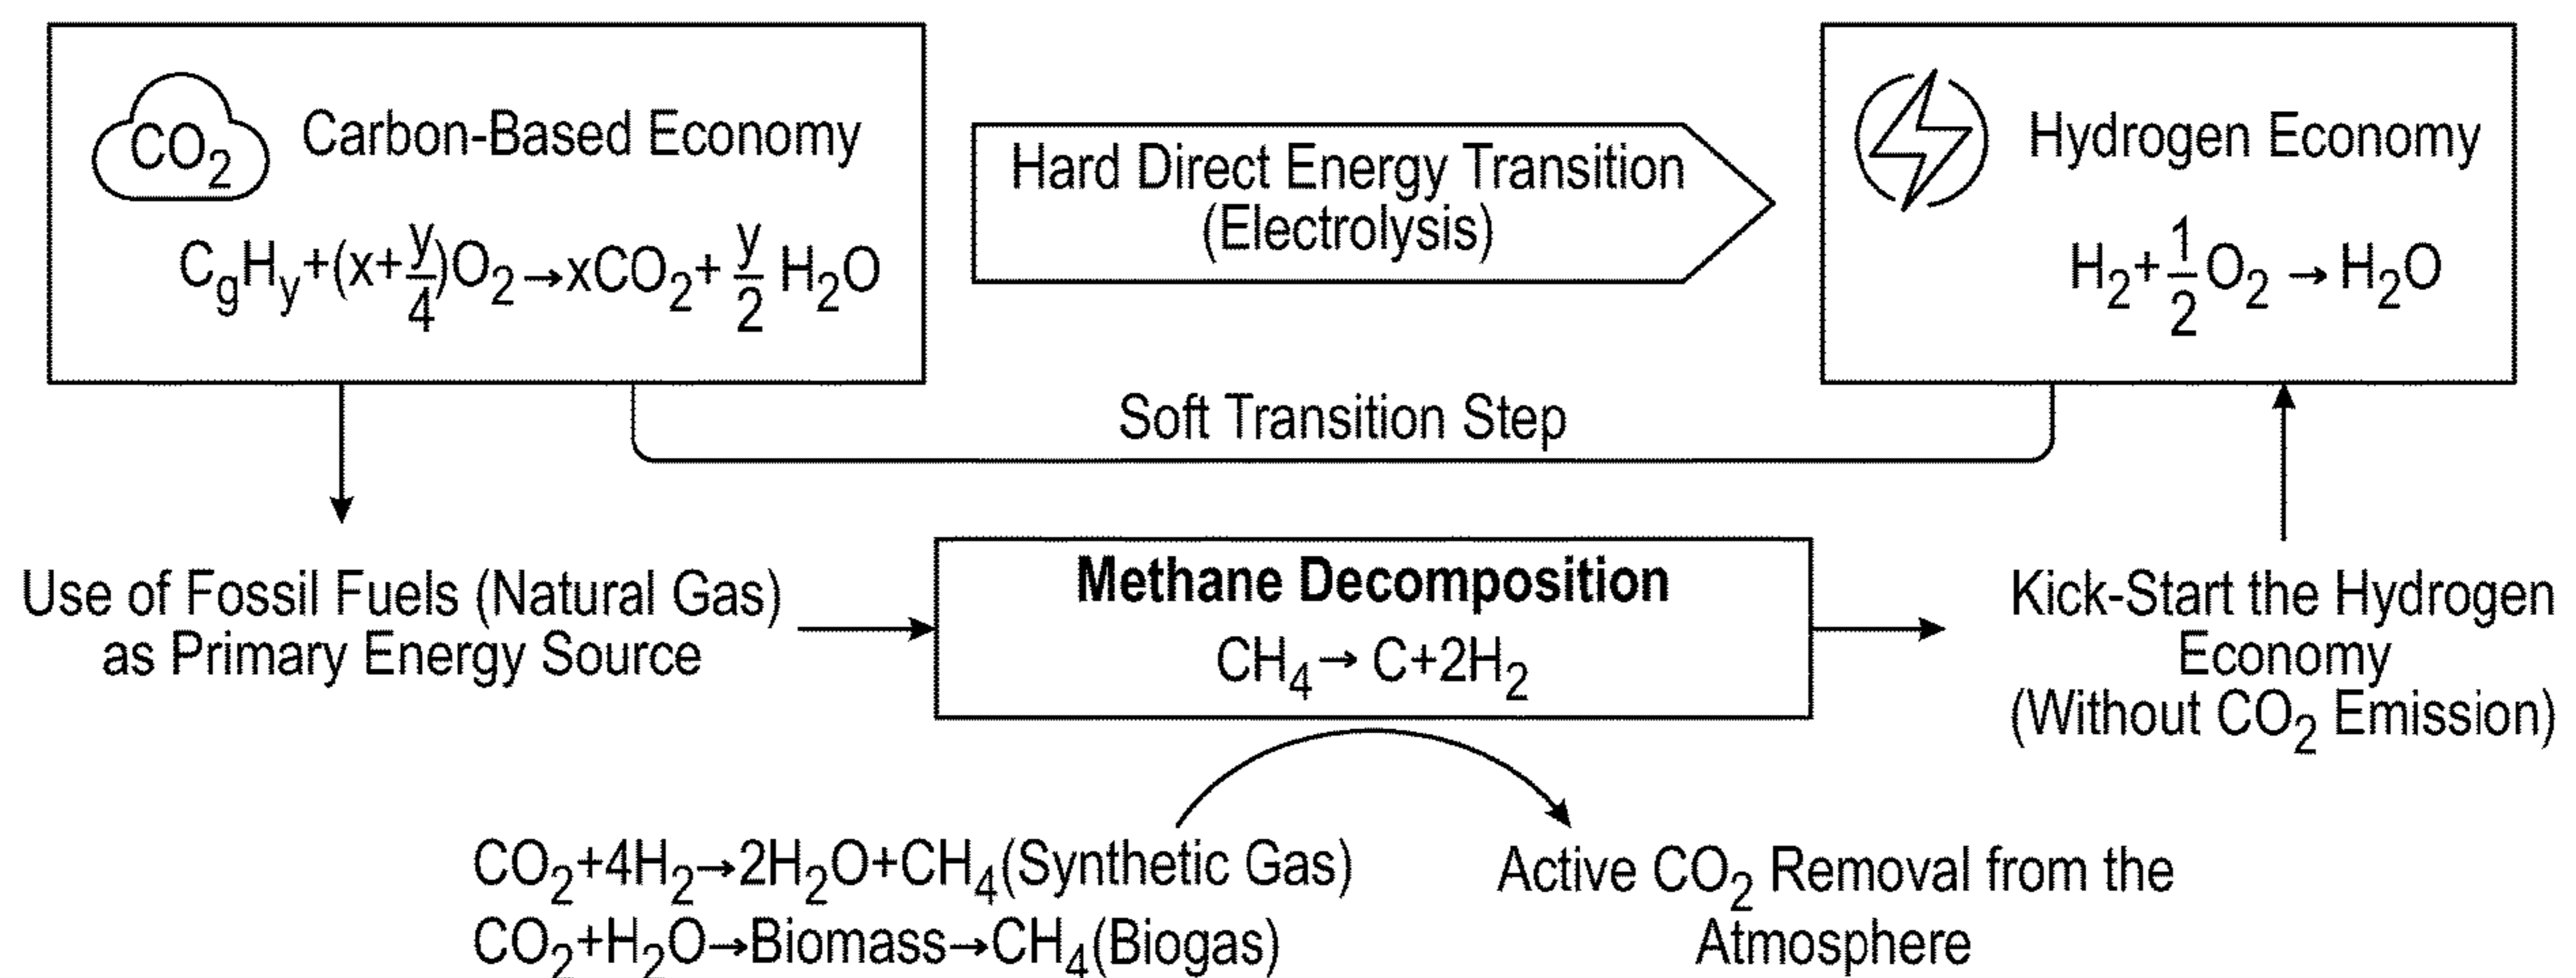 CO₂ Carbon-Based Economy
C_gH_y+(x+y/4)O₂→xCO₂+ y/2 H₂O
Hard Direct Energy Transition
(Electrolysis)
Hydrogen Economy
H₂+1/2O₂→H₂O
Soft Transition Step
Use of Fossil Fuels (Natural Gas)
as Primary Energy Source
Methane Decomposition
CH₄→ C+2H₂
Kick-Start the Hydrogen
Economy
(Without CO₂ Emission)
CO₂+4H₂→2H₂O+CH₄(Synthetic Gas)
CO₂+H₂O→Biomass→CH₄(Biogas)
Active CO₂ Removal from the
Atmosphere